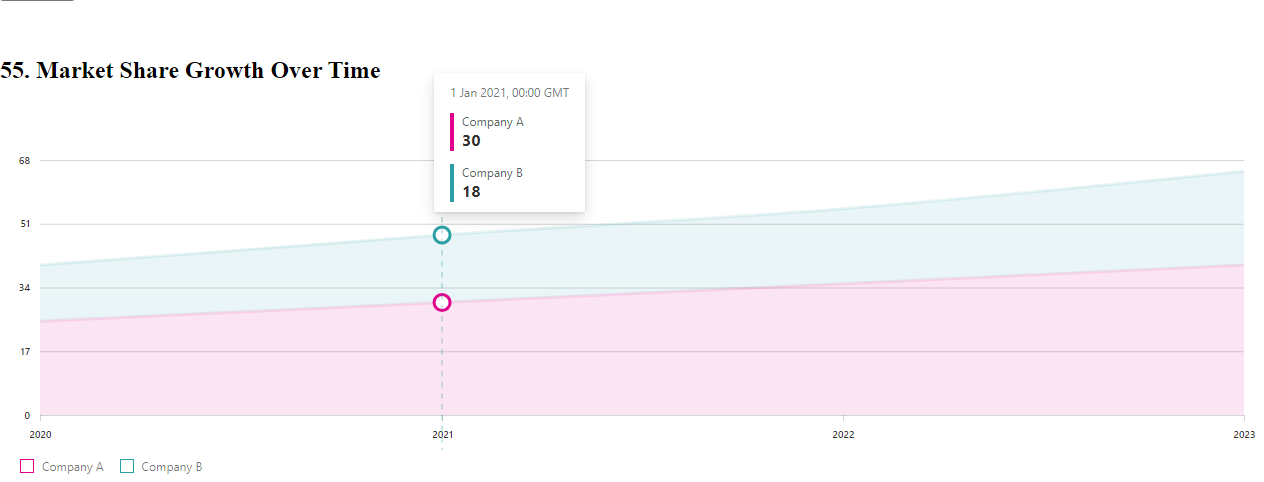 55. Market Share Growth Over Time
1 Jan 2021, 00:00 GMT
Company A
30
Company B
18
68
51
34
17
0
2020 2021 2022 2023
Company A Company B